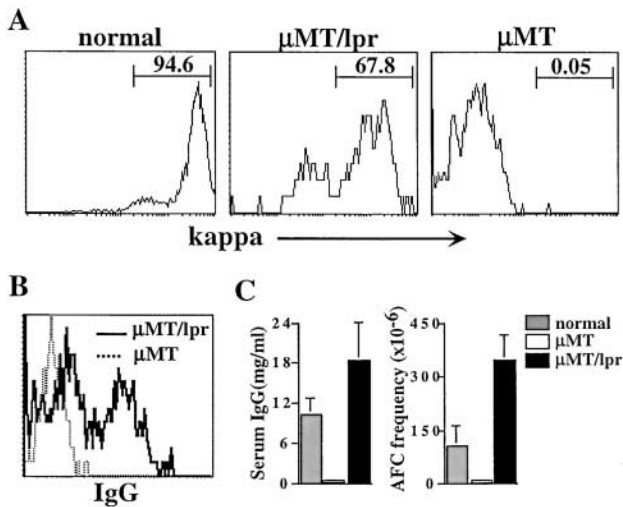 A
normal
μMT/lpr
μMT
94.6
67.8
0.05
kappa
B
μMT/lpr
μMT
IgG
C
Serum IgG(mg/ml)
24
18
12
6
0
AFC frequency (x10⁻⁶)
450
300
150
0
normal
μMT
μMT/lpr